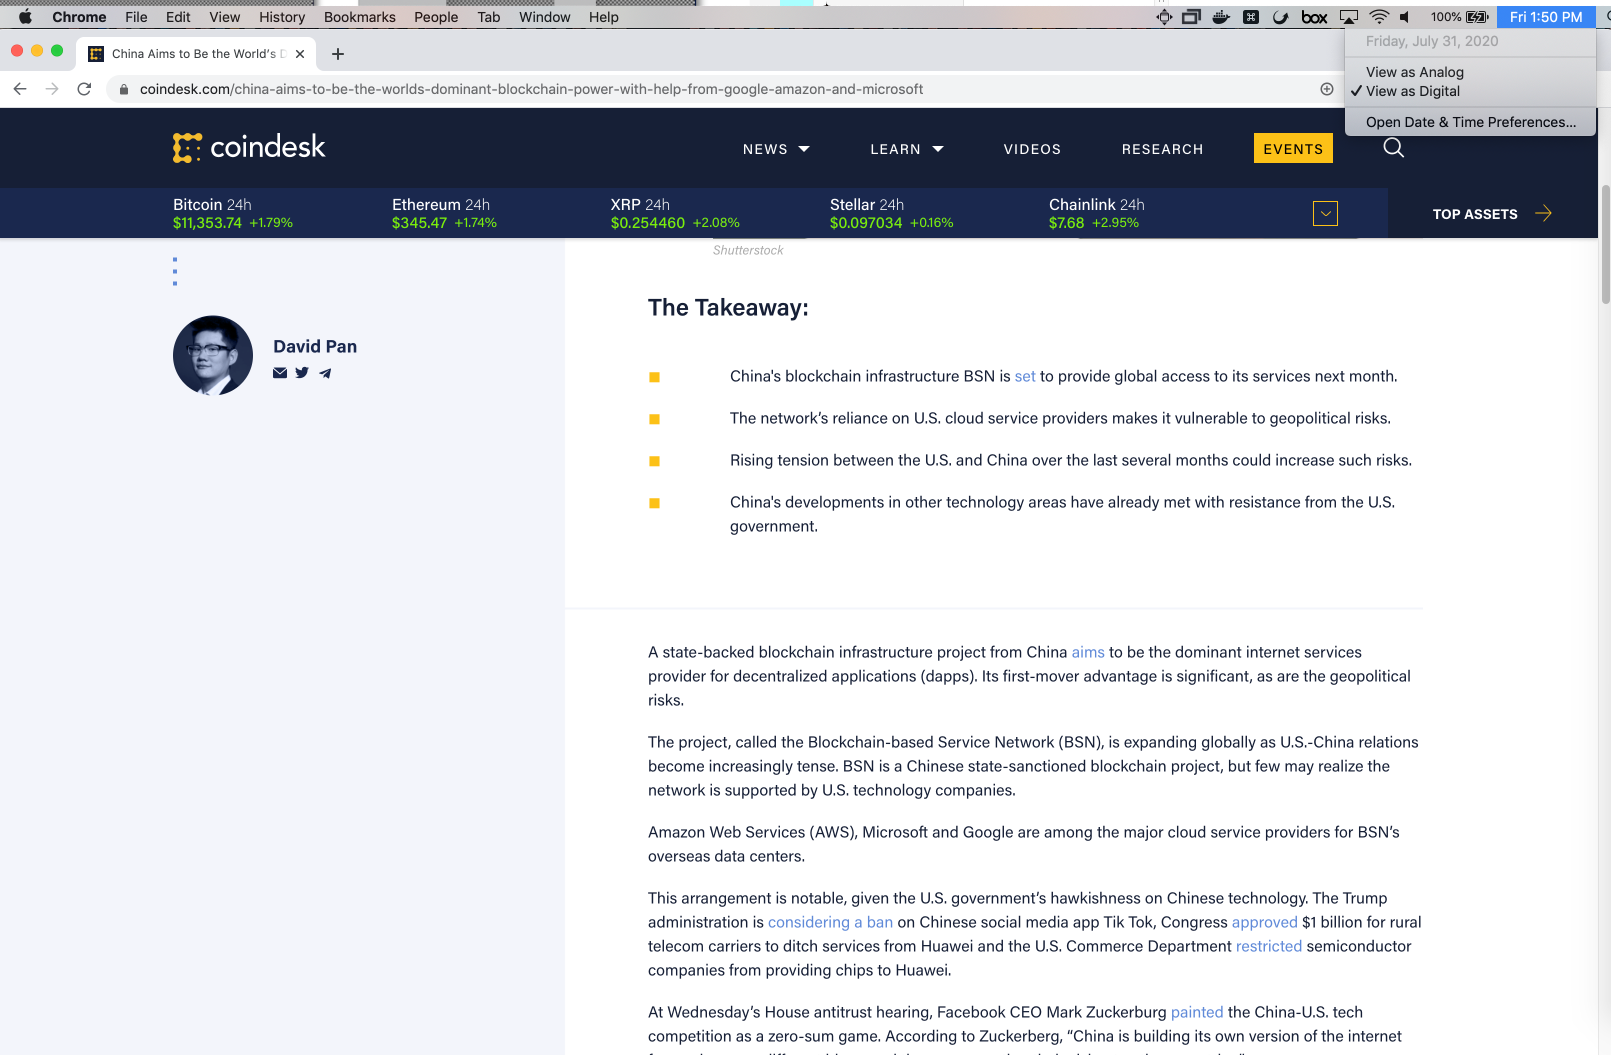 Chrome File Edit View History Bookmarks People Tab Window Help box 100% Fri 1:50 PM
Friday, July 31, 2020
View as Analog
✓ View as Digital
Open Date & Time Preferences...
China Aims to Be the World's
coindesk.com/china-aims-to-be-the-worlds-dominant-blockchain-power-with-help-from-google-amazon-and-microsoft
coindesk
NEWS LEARN VIDEOS RESEARCH EVENTS
Bitcoin 24h Ethereum 24h XRP 24h Stellar 24h Chainlink 24h
$11,353.74 +1.79% $345.47 +1.74% $0.254460 +2.08% $0.097034 +0.16% $7.68 +2.95%
TOP ASSETS
Shutterstock
The Takeaway:
David Pan
China's blockchain infrastructure BSN is set to provide global access to its services next month.
The network's reliance on U.S. cloud service providers makes it vulnerable to geopolitical risks.
Rising tension between the U.S. and China over the last several months could increase such risks.
China's developments in other technology areas have already met with resistance from the U.S.
government.
A state-backed blockchain infrastructure project from China aims to be the dominant internet services
provider for decentralized applications (dapps). Its first-mover advantage is significant, as are the geopolitical
risks.
The project, called the Blockchain-based Service Network (BSN), is expanding globally as U.S.-China relations
become increasingly tense. BSN is a Chinese state-sanctioned blockchain project, but few may realize the
network is supported by U.S. technology companies.
Amazon Web Services (AWS), Microsoft and Google are among the major cloud service providers for BSN's
overseas data centers.
This arrangement is notable, given the U.S. government's hawkishness on Chinese technology. The Trump
administration is considering a ban on Chinese social media app Tik Tok, Congress approved $1 billion for rural
telecom carriers to ditch services from Huawei and the U.S. Commerce Department restricted semiconductor
companies from providing chips to Huawei.
At Wednesday's House antitrust hearing, Facebook CEO Mark Zuckerburg painted the China-U.S. tech
competition as a zero-sum game. According to Zuckerberg, "China is building its own version of the internet